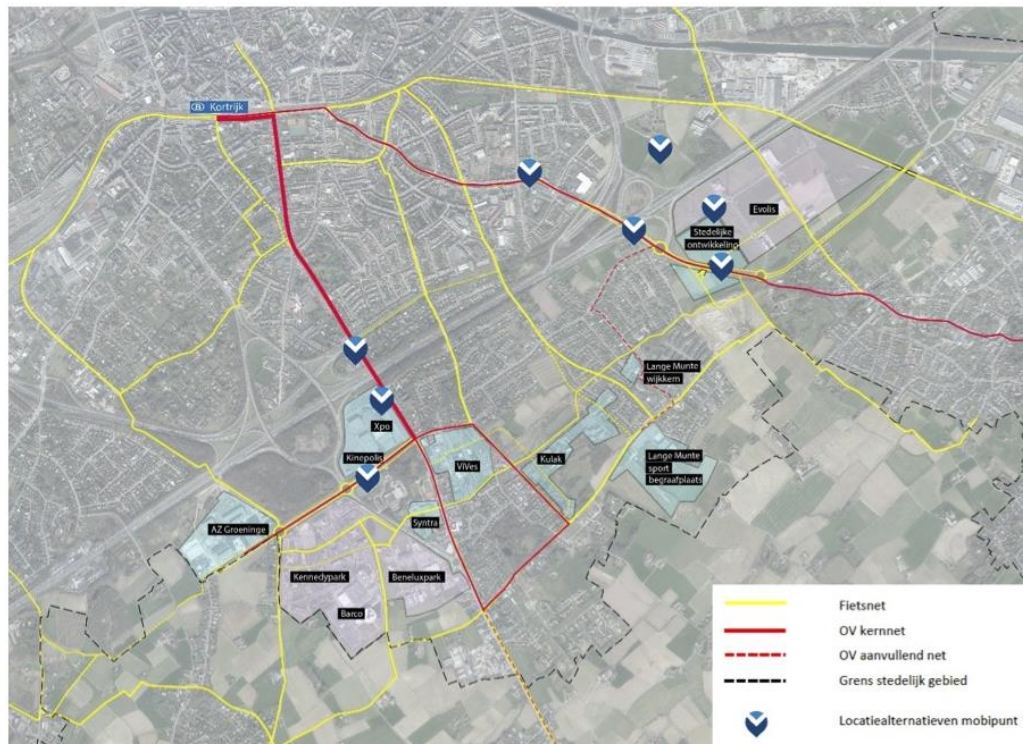 Kortrijk
Evolis
Stedelijke
ontwikkeling
Lange Munte
wijkkern
Xpo
Kinepolis
ViVes
Kulak
Lange Munte
sport
begraafplaats
Syntra
AZ Groeninge
Kennedypark
Beneluxpark
Barco
Fietsnet
OV kernnet
OV aanvullend net
Grens stedelijk gebied
Locatiealternatieven mobipunt